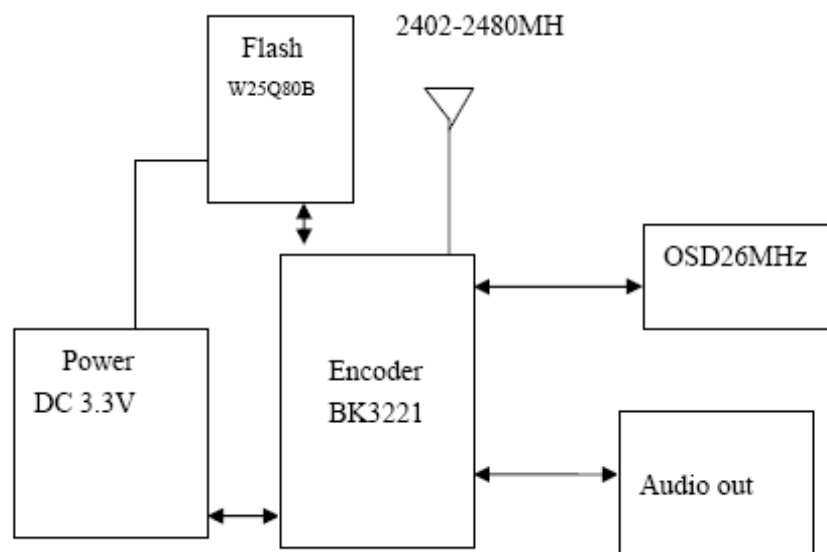 2402-2480MH
Flash
W25Q80B
OSD26MHz
Power
DC 3.3V
Encoder
BK3221
Audio out